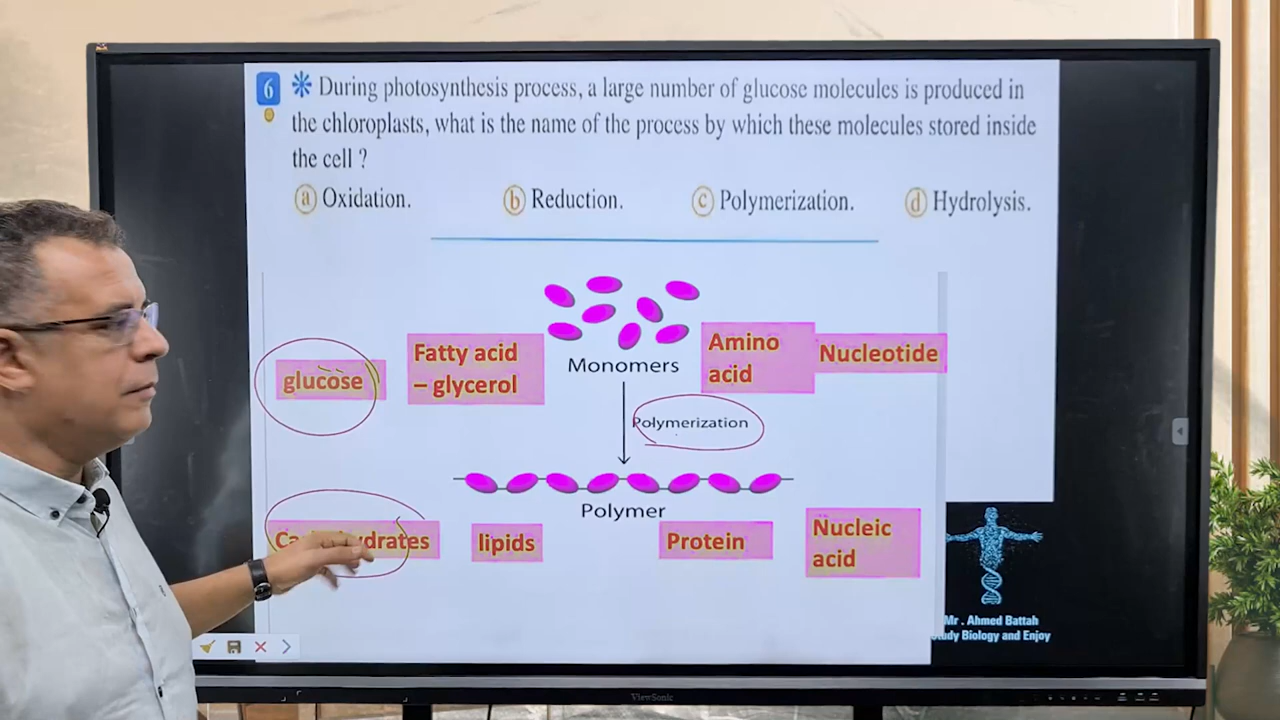 6 During photosynthesis process, a large number of glucose molecules is produced in
the chloroplasts, what is the name of the process by which these molecules stored inside
the cell ?
a Oxidation. b Reduction. c Polymerization. d Hydrolysis.
glucose
Fatty acid
– glycerol
Monomers
Amino
acid
Nucleotide
Polymerization
Polymer
lipids
Protein
Nucleic
acid
Mr . Ahmed Battah
Study Biology and Enjoy
ViewSonic